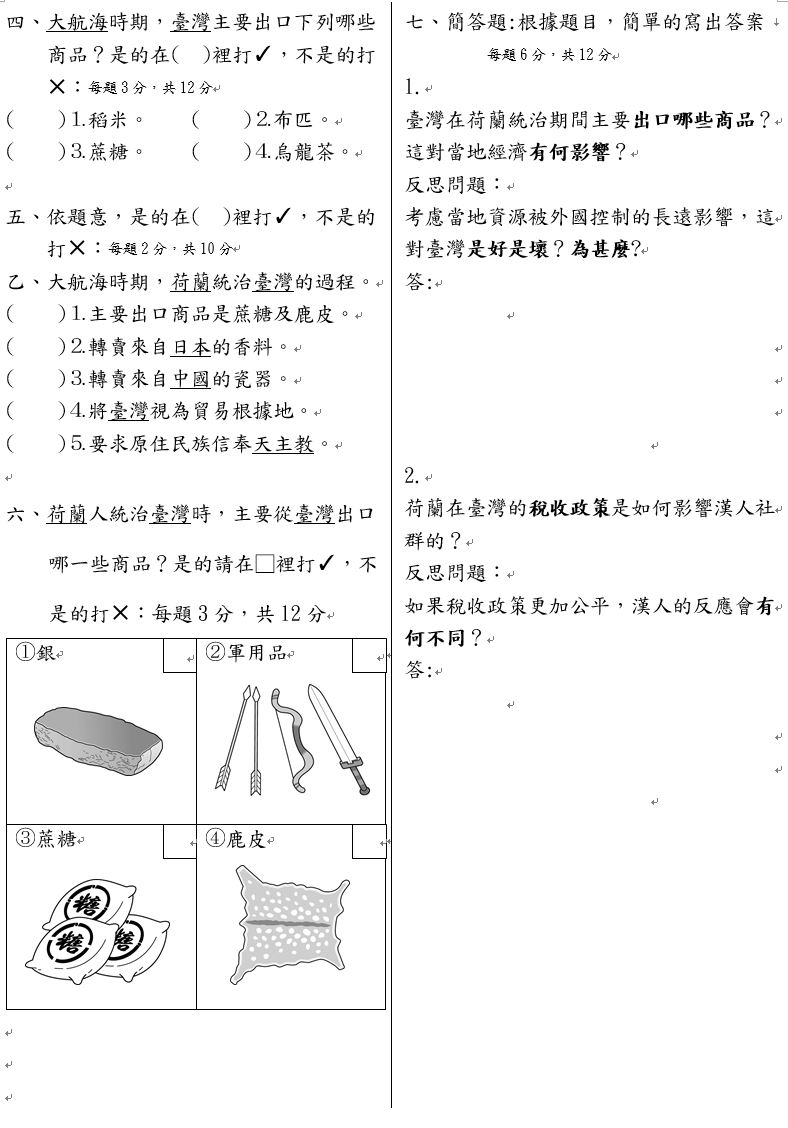 四、大航海時期，臺灣主要出口下列哪些
商品？是的在(　)裡打✓，不是的打
✕：每題3分，共12分
(　　)1.稻米。　　(　　)2.布匹。
(　　)3.蔗糖。　　(　　)4.烏龍茶。
五、依題意，是的在(　)裡打✓，不是的
打✕：每題2分，共10分
乙、大航海時期，荷蘭統治臺灣的過程。
(　　)1.主要出口商品是蔗糖及鹿皮。
(　　)2.轉賣來自日本的香料。
(　　)3.轉賣來自中國的瓷器。
(　　)4.將臺灣視為貿易根據地。
(　　)5.要求原住民族信奉天主教。
六、荷蘭人統治臺灣時，主要從臺灣出口
哪一些商品？是的請在□裡打✓，不
是的打✕：每題3分，共12分
①銀
②軍用品
③蔗糖
糖
糖
糖
④鹿皮
七、簡答題:根據題目，簡單的寫出答案
每題6分，共12分
1.
臺灣在荷蘭統治期間主要出口哪些商品？
這對當地經濟有何影響？
反思問題：
考慮當地資源被外國控制的長遠影響，這
對臺灣是好是壞？為甚麼?
答:
2.
荷蘭在臺灣的稅收政策是如何影響漢人社
群的？
反思問題：
如果稅收政策更加公平，漢人的反應會有
何不同？
答: